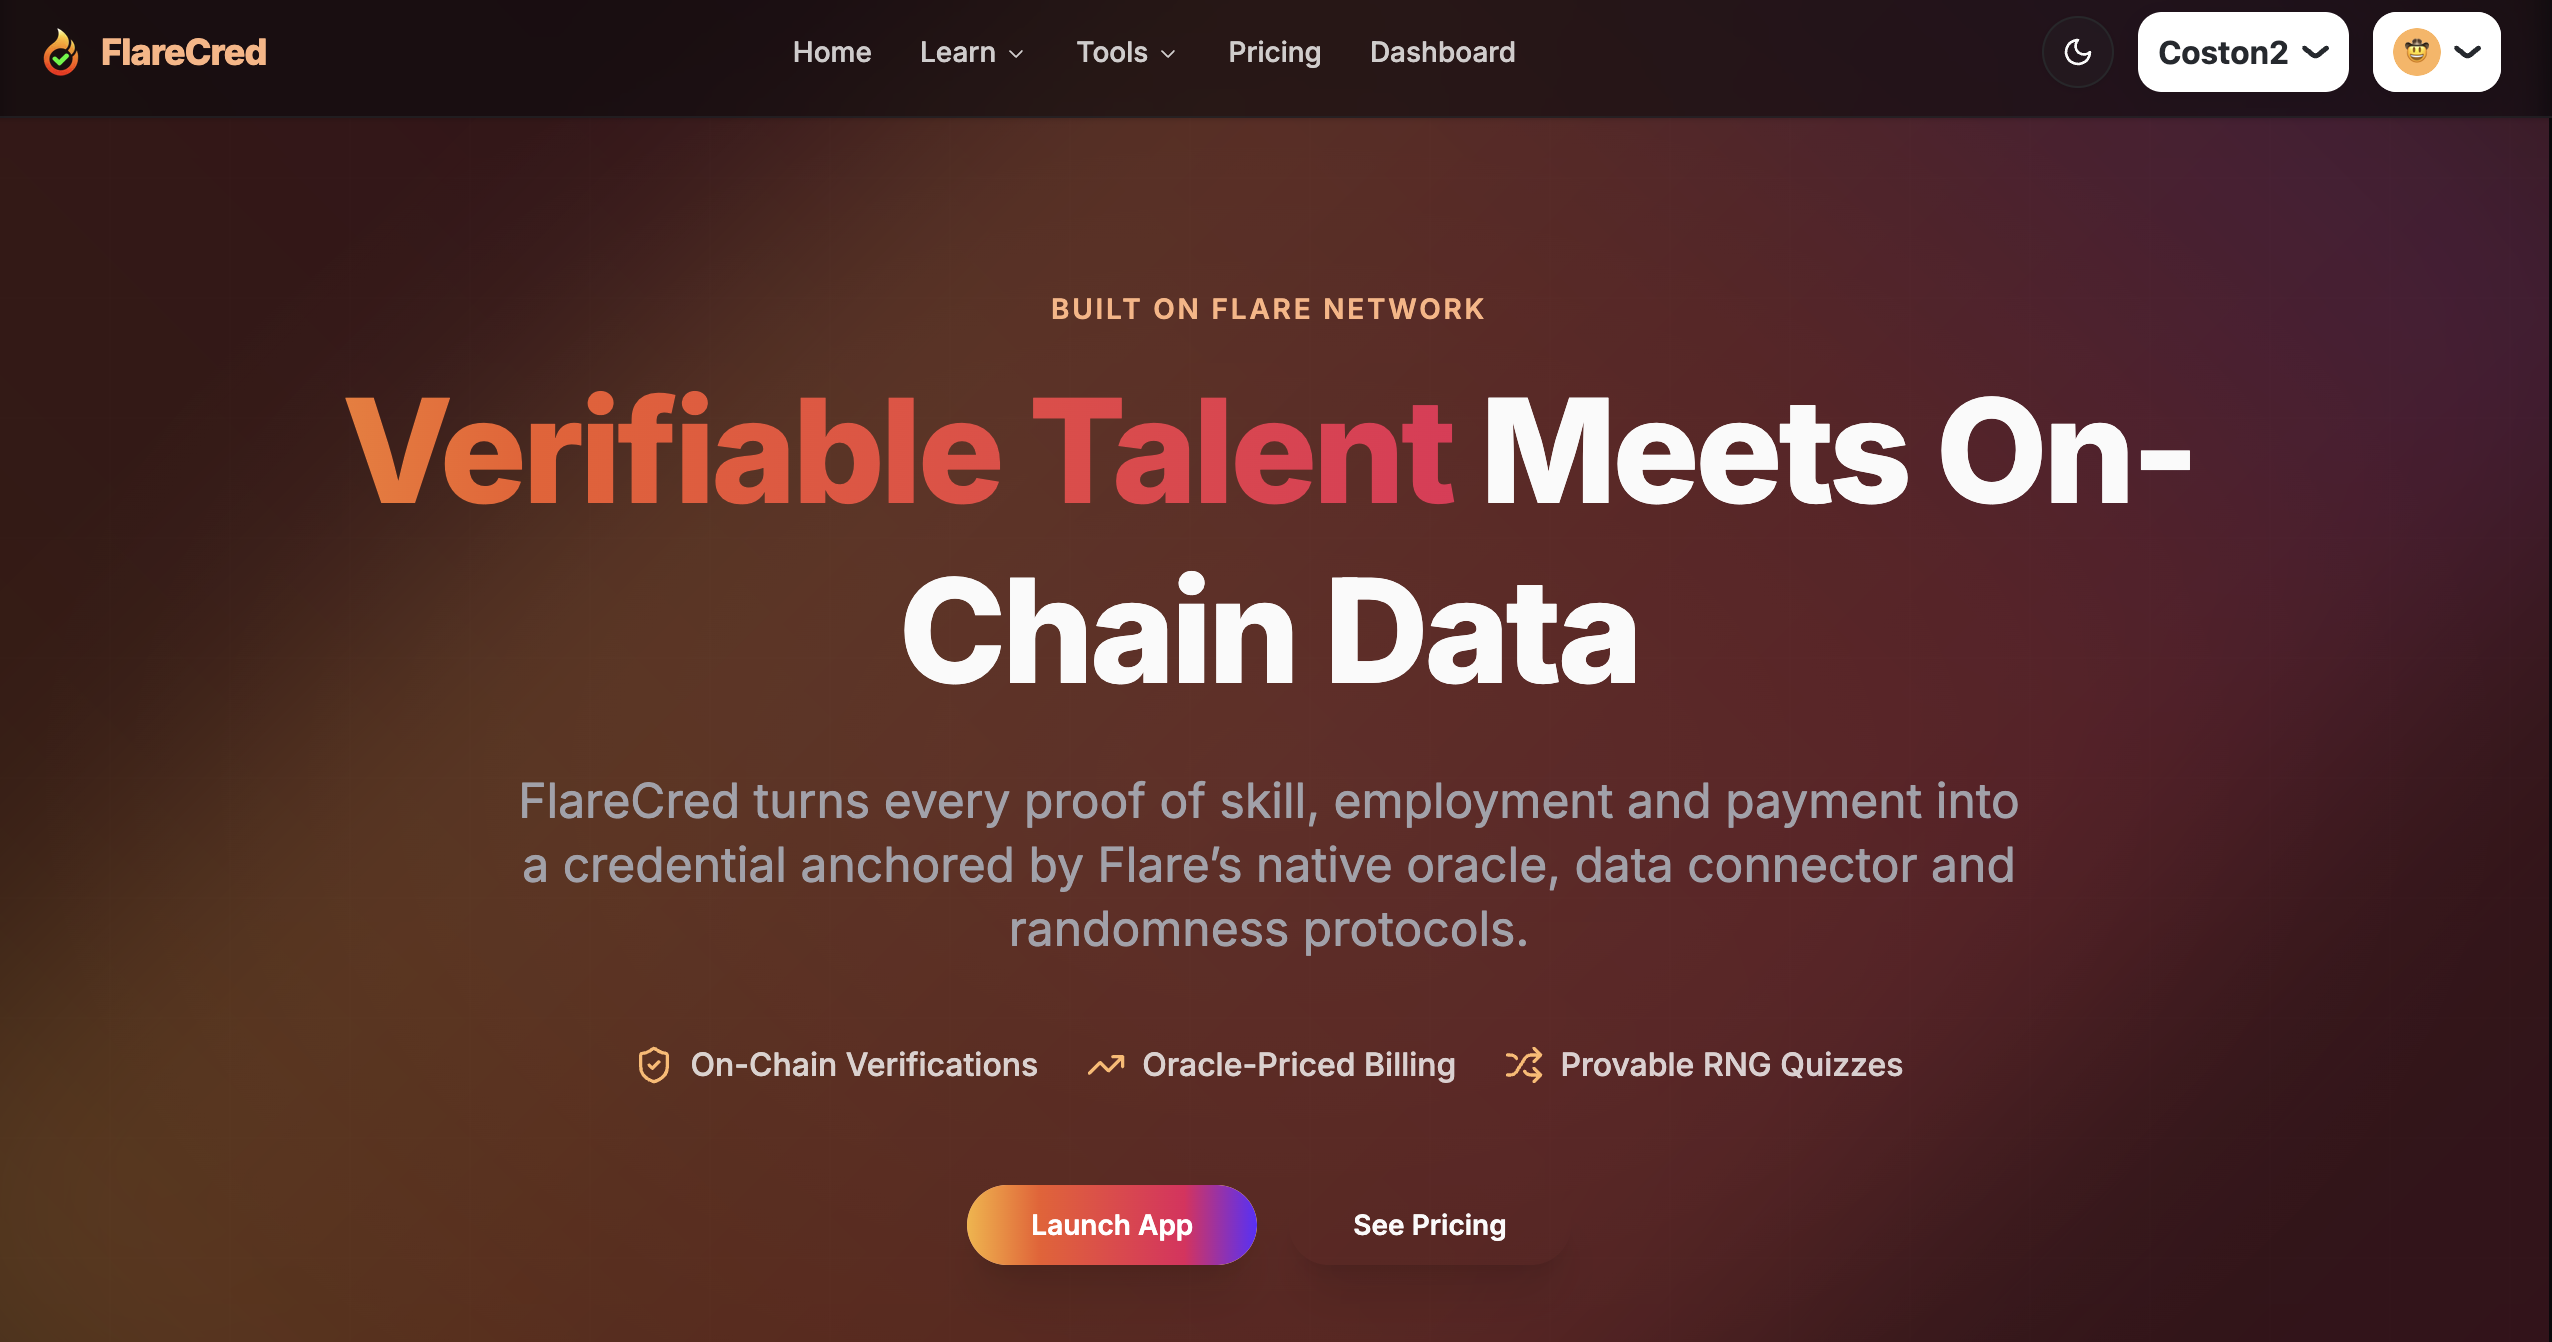 FlareCred
Home
Learn
Tools
Pricing
Dashboard
Coston2
BUILT ON FLARE NETWORK
Verifiable Talent Meets On-
Chain Data
FlareCred turns every proof of skill, employment and payment into
a credential anchored by Flare’s native oracle, data connector and
randomness protocols.
On-Chain Verifications
Oracle-Priced Billing
Provable RNG Quizzes
Launch App
See Pricing